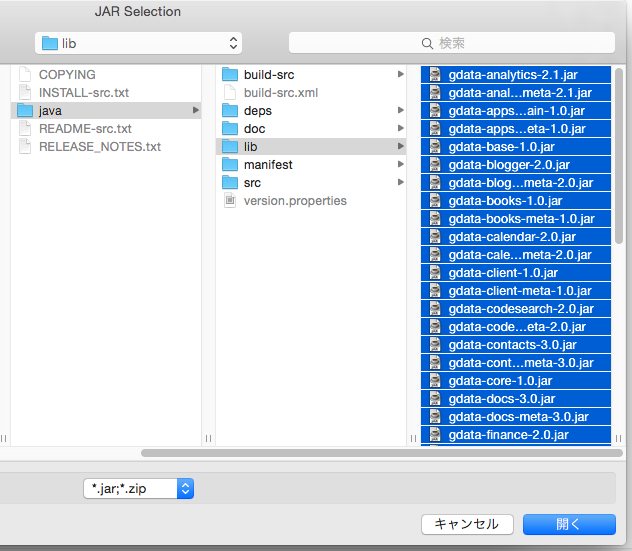 JAR Selection
lib
検索
COPYING
INSTALL-src.txt
java
README-src.txt
RELEASE_NOTES.txt
build-src
build-src.xml
deps
doc
lib
manifest
src
version.properties
gdata-analytics-2.1.jar
gdata-anal...meta-2.1.jar
gdata-apps...ain-1.0.jar
gdata-apps...eta-1.0.jar
gdata-base-1.0.jar
gdata-blogger-2.0.jar
gdata-blog...meta-2.0.jar
gdata-books-1.0.jar
gdata-books-meta-1.0.jar
gdata-calendar-2.0.jar
gdata-cale...meta-2.0.jar
gdata-client-1.0.jar
gdata-client-meta-1.0.jar
gdata-codesearch-2.0.jar
gdata-code...eta-2.0.jar
gdata-contacts-3.0.jar
gdata-cont...meta-3.0.jar
gdata-core-1.0.jar
gdata-docs-3.0.jar
gdata-docs-meta-3.0.jar
gdata-finance-2.0.jar
*.jar;*.zip
キャンセル
開く